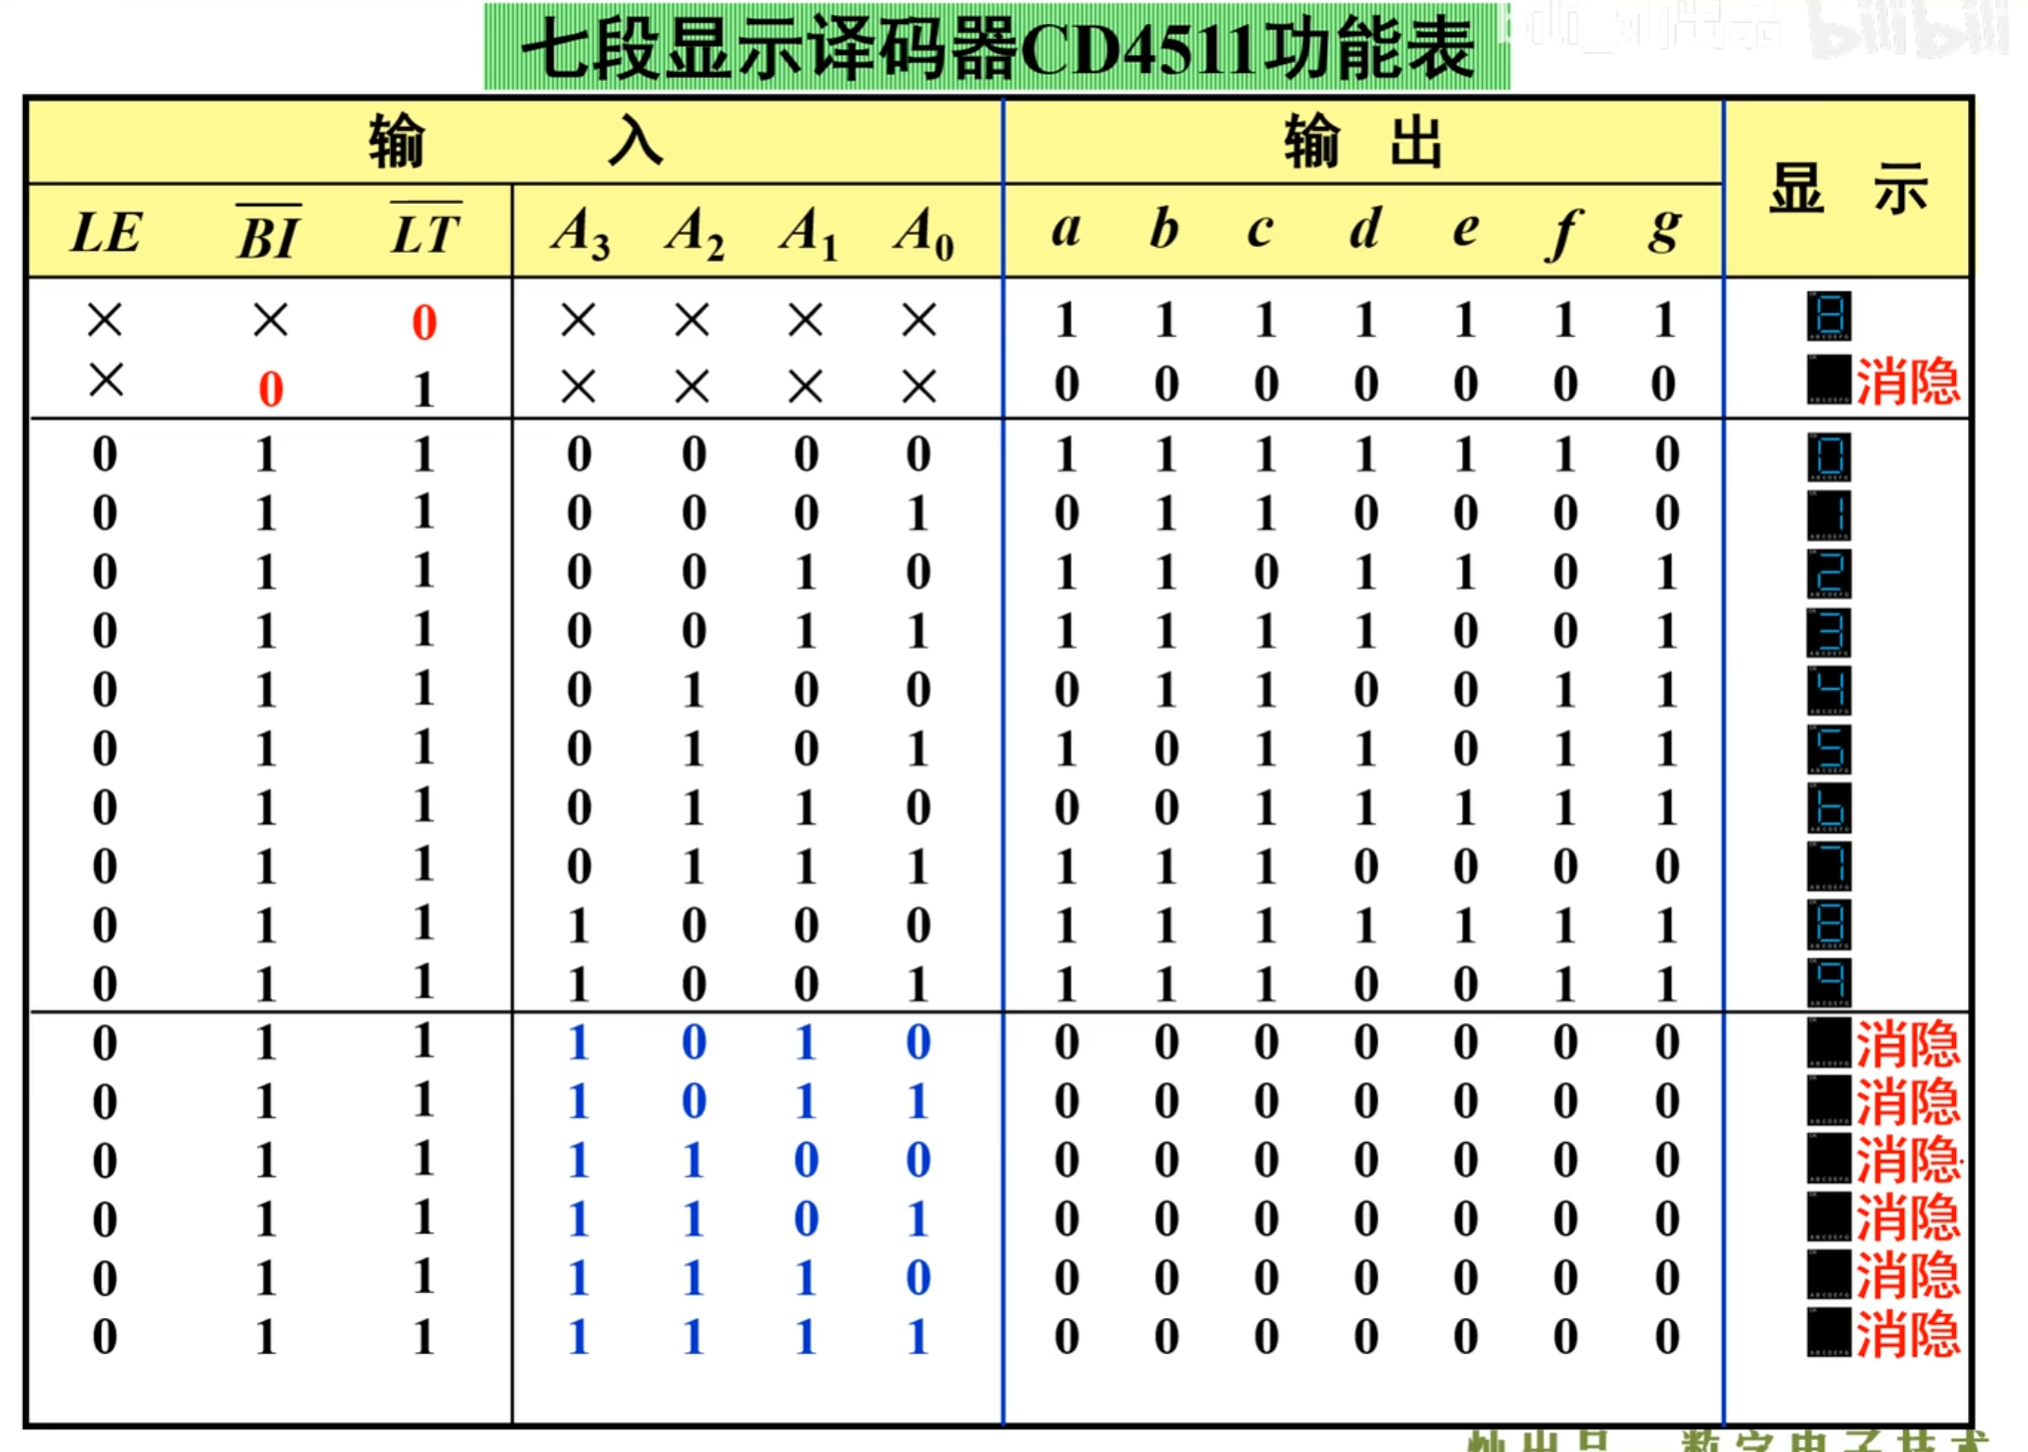 七段显示译码器CD4511功能表
bilibili
输 入 输 出 显 示
LE B̅I̅ L̅T̅ A₃ A₂ A₁ A₀ a b c d e f g
× × 0 × × × × 1 1 1 1 1 1 1 8
× 0 1 × × × × 0 0 0 0 0 0 0 消隐
0 1 1 0 0 0 0 1 1 1 1 1 1 0 0
0 1 1 0 0 0 1 0 1 1 0 0 0 0 1
0 1 1 0 0 1 0 1 1 0 1 1 0 1 2
0 1 1 0 0 1 1 1 1 1 1 0 0 1 3
0 1 1 0 1 0 0 0 1 1 0 0 1 1 4
0 1 1 0 1 0 1 1 0 1 1 0 1 1 5
0 1 1 0 1 1 0 0 0 1 1 1 1 1 b
0 1 1 0 1 1 1 1 1 1 0 0 0 0 7
0 1 1 1 0 0 0 1 1 1 1 1 1 1 8
0 1 1 1 0 0 1 1 1 1 0 0 1 1 9
0 1 1 1 0 1 0 0 0 0 0 0 0 0 消隐
0 1 1 1 0 1 1 0 0 0 0 0 0 0 消隐
0 1 1 1 1 0 0 0 0 0 0 0 0 0 消隐
0 1 1 1 1 0 1 0 0 0 0 0 0 0 消隐
0 1 1 1 1 1 0 0 0 0 0 0 0 0 消隐
0 1 1 1 1 1 1 0 0 0 0 0 0 0 消隐
灿出品 数字电子技术